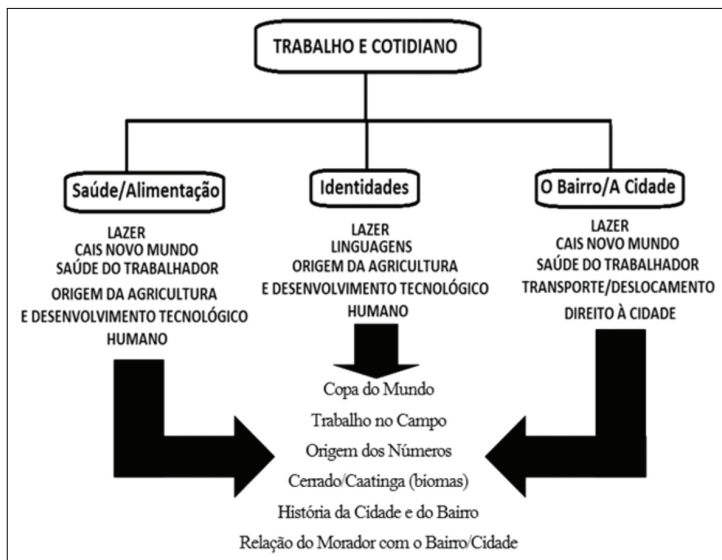 TRABALHO E COTIDIANO
Saúde/Alimentação
LAZER
CAIS NOVO MUNDO
SAÚDE DO TRABALHADOR
ORIGEM DA AGRICULTURA
E DESENVOLVIMENTO TECNOLÓGICO
HUMANO
Identidades
LAZER
LINGUAGENS
ORIGEM DA AGRICULTURA
E DESENVOLVIMENTO TECNOLÓGICO
HUMANO
O Bairro/A Cidade
LAZER
CAIS NOVO MUNDO
SAÚDE DO TRABALHADOR
TRANSPORTE/DESLOCAMENTO
DIREITO À CIDADE
Copa do Mundo
Trabalho no Campo
Origem dos Números
Cerrado/Caatinga (biomas)
História da Cidade e do Bairro
Relação do Morador com o Bairro/Cidade